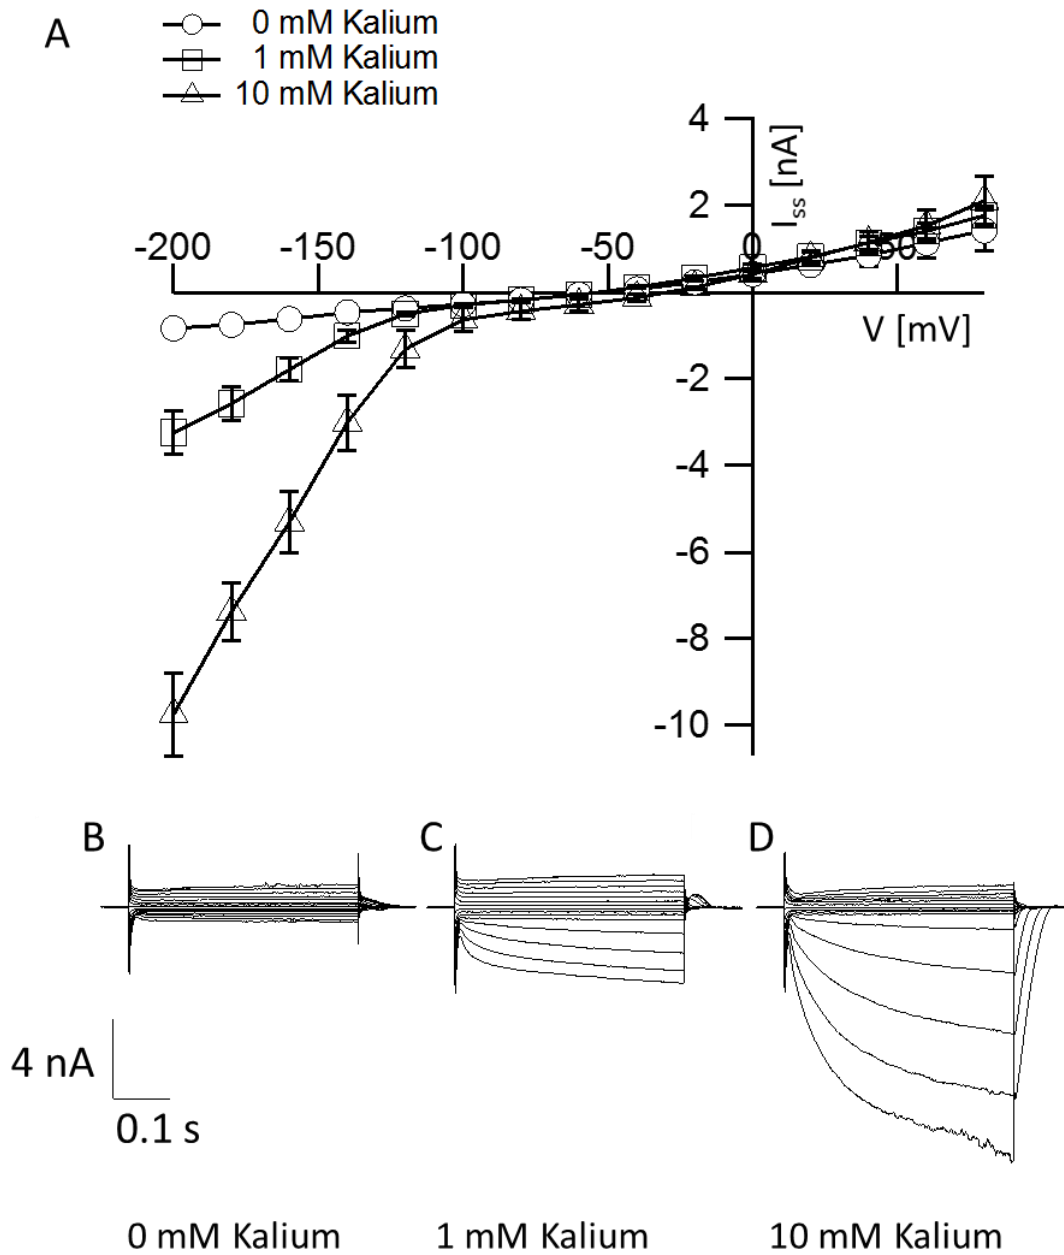 A
0 mM Kalium
1 mM Kalium
10 mM Kalium
4
2
-2
-4
-6
-8
-10
I_ss [nA]
-200 -150 -100 -50 0 50
V [mV]
B C D
4 nA
0.1 s
0 mM Kalium 1 mM Kalium 10 mM Kalium